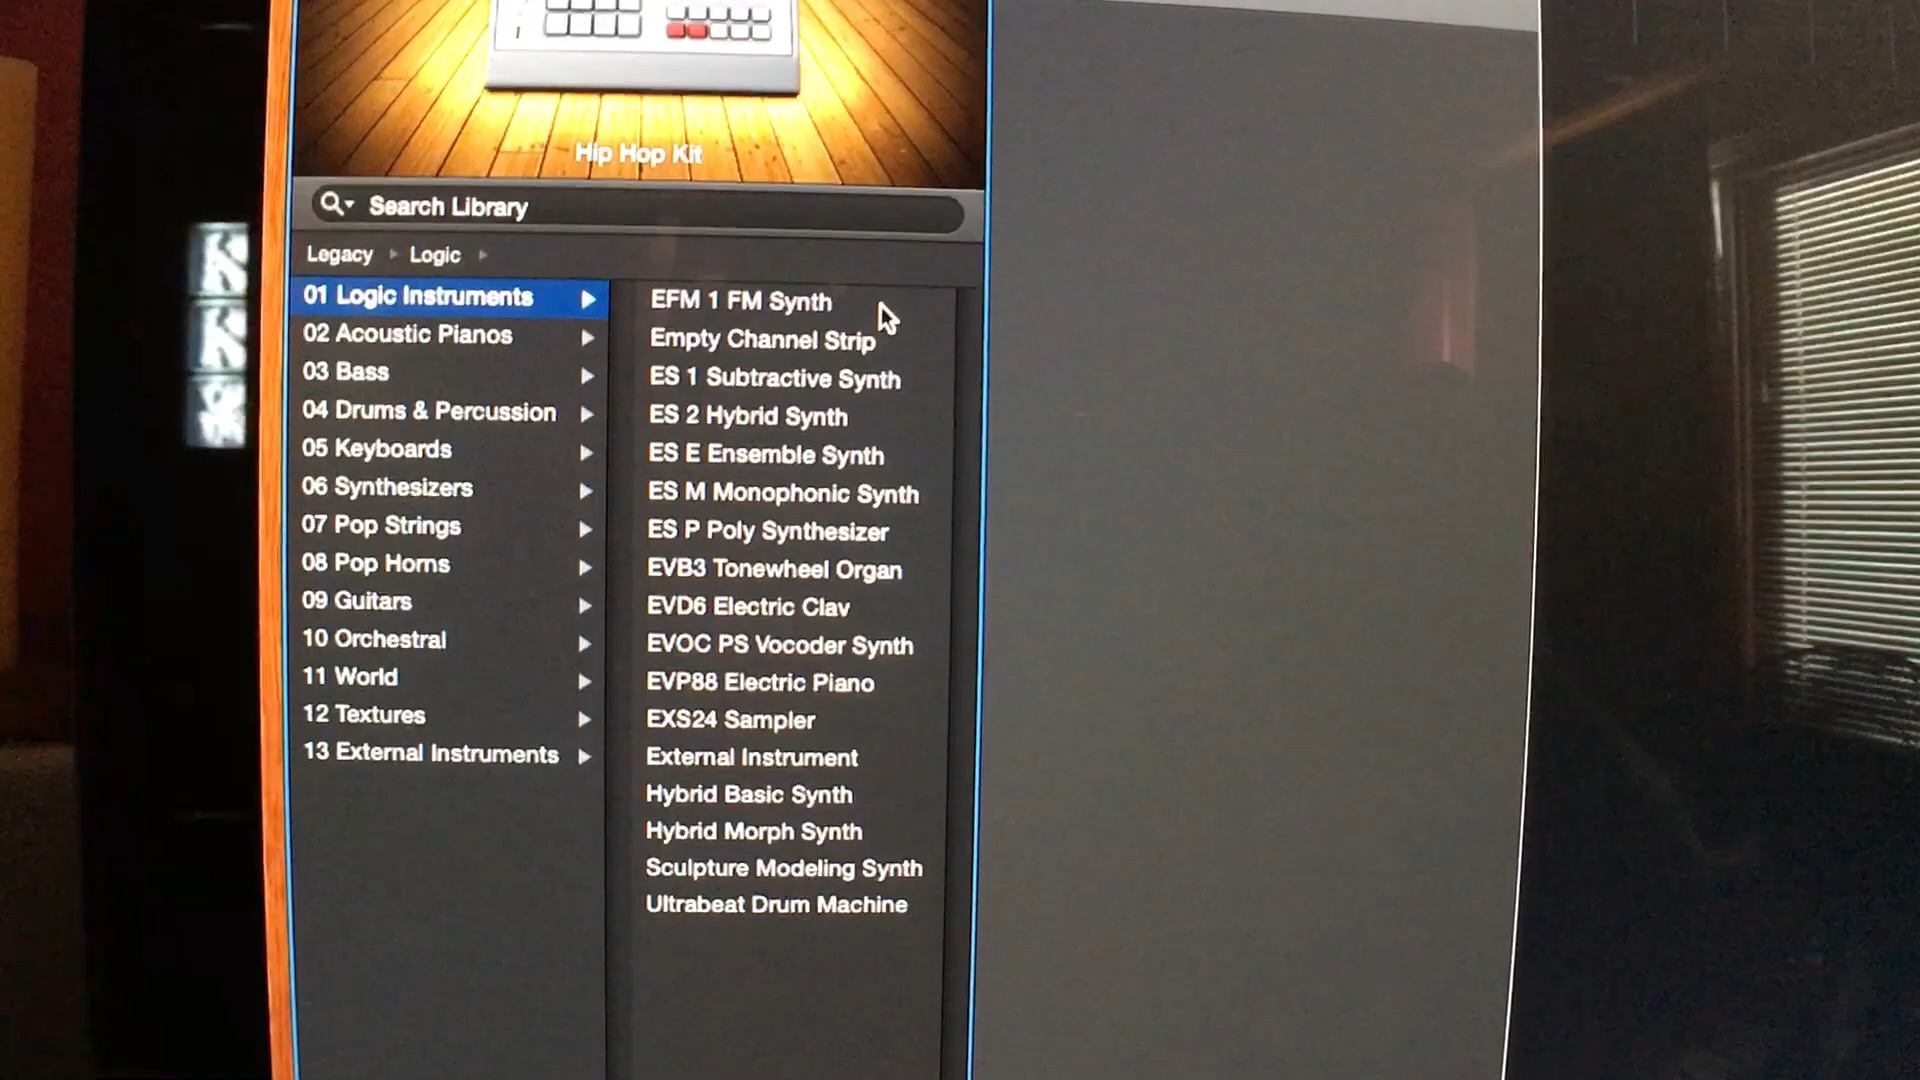 Hip Hop Kit
Search Library
Legacy Logic
01 Logic Instruments
02 Acoustic Pianos
03 Bass
04 Drums & Percussion
05 Keyboards
06 Synthesizers
07 Pop Strings
08 Pop Horns
09 Guitars
10 Orchestral
11 World
12 Textures
13 External Instruments
EFM 1 FM Synth
Empty Channel Strip
ES 1 Subtractive Synth
ES 2 Hybrid Synth
ES E Ensemble Synth
ES M Monophonic Synth
ES P Poly Synthesizer
EVB3 Tonewheel Organ
EVD6 Electric Clav
EVOC PS Vocoder Synth
EVP88 Electric Piano
EXS24 Sampler
External Instrument
Hybrid Basic Synth
Hybrid Morph Synth
Sculpture Modeling Synth
Ultrabeat Drum Machine